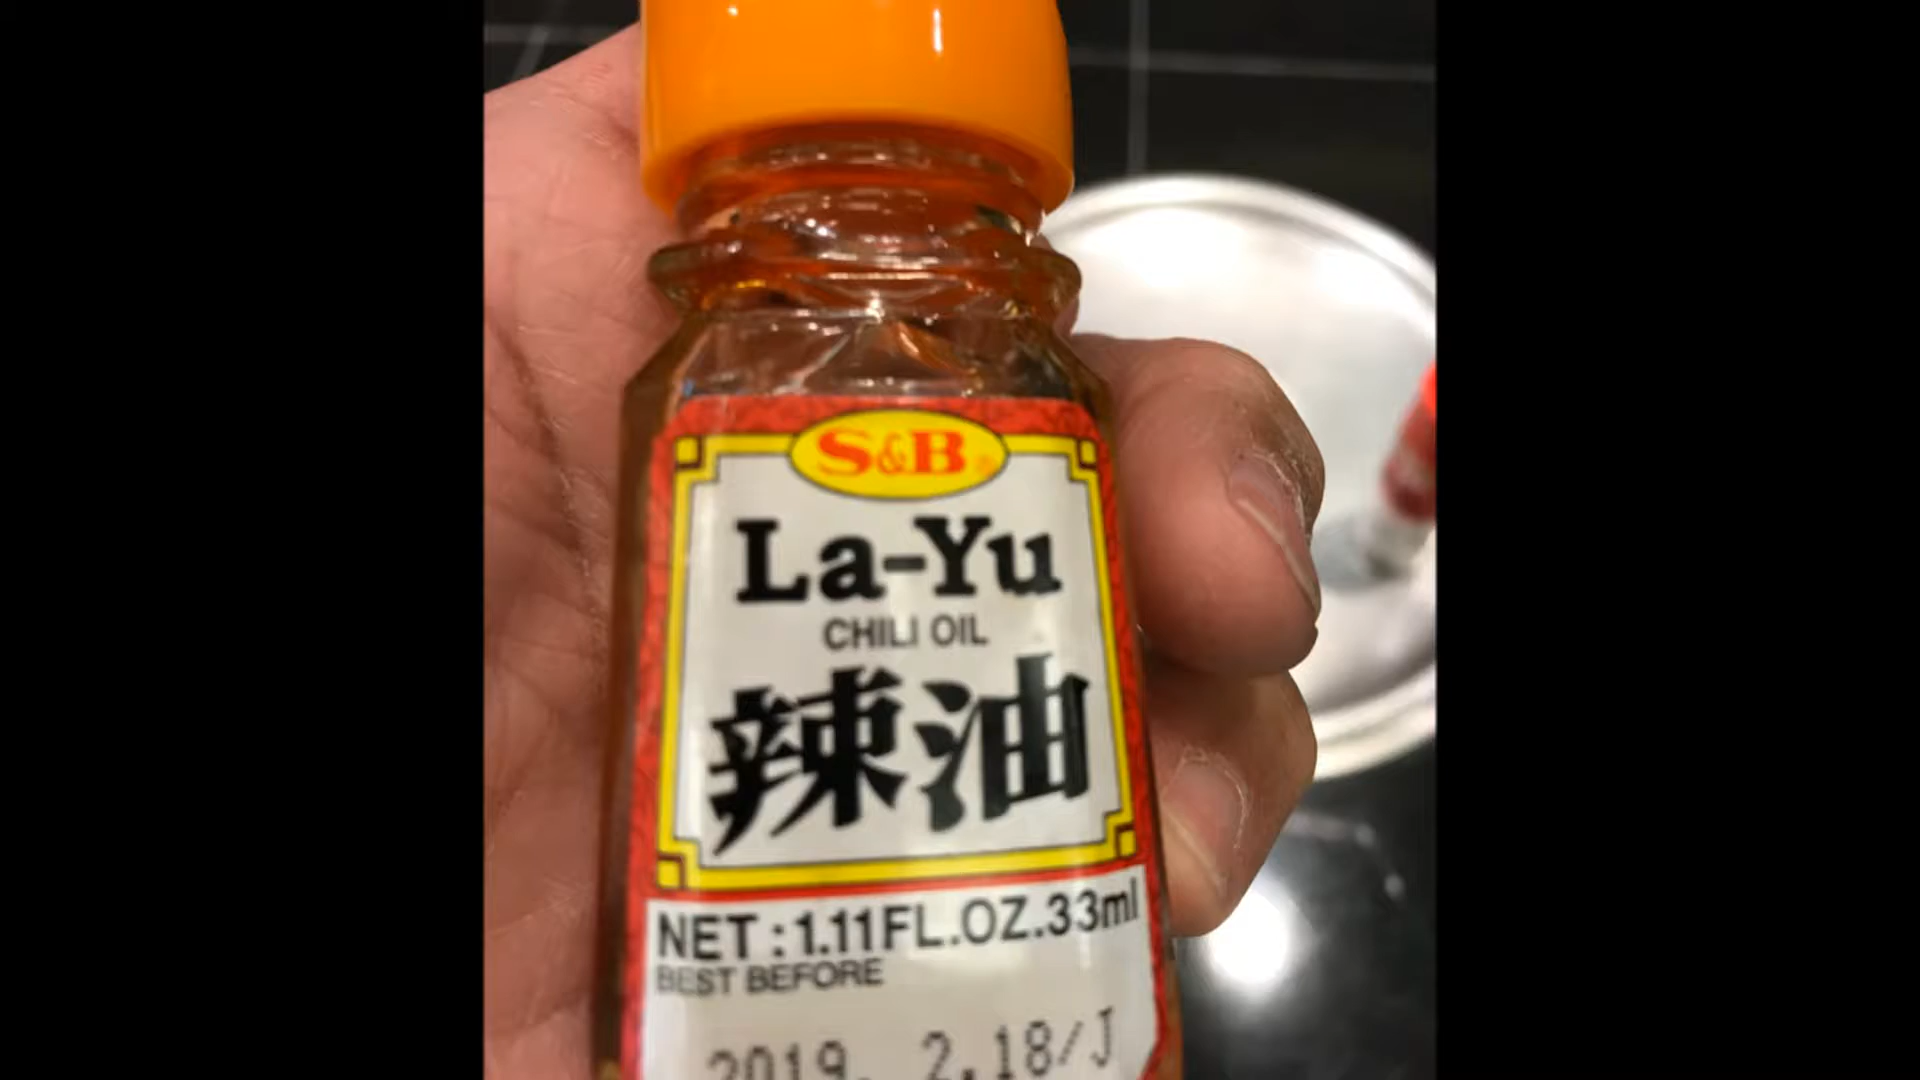 S&B
La-Yu
CHILI OIL
辣油
NET:1.11FL.OZ.33ml
BEST BEFORE
2019. 2.18/J